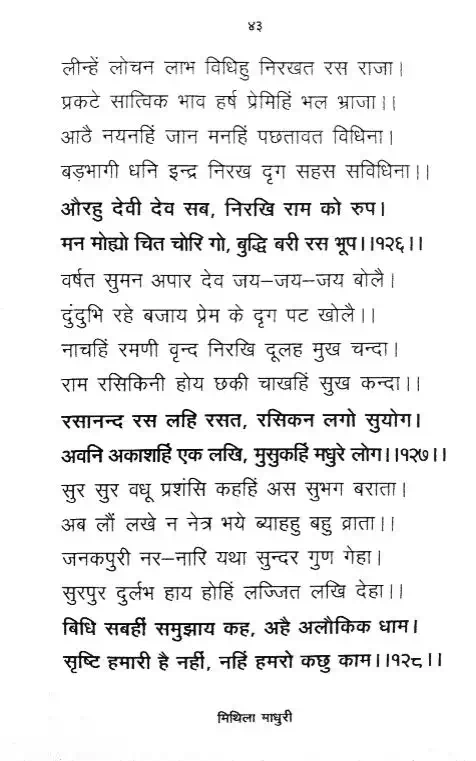 ४३
लीन्हें लोचन लाभ विधिहु निरखत रस राजा।
प्रकटे सात्विक भाव हर्ष प्रेमिहिं भल भ्राजा।।
आठै नयनहिं जान मनहिं पछतावत विधिना।
बड़भागी धनि इन्द्र निरख दृग सहस सविधिना।।
औरहु देवी देव सब, निरखि राम को रुप।
मन मोह्यो चित चोरि गो, बुद्धि बरी रस भूप।।१२६।।
वर्षत सुमन अपार देव जय–जय–जय बोलै।
दुंदुभि रहे बजाय प्रेम के दृग पट खोलै।।
नाचहिं रमणी वृन्द निरखि दूलह मुख चन्दा।
राम रसिकिनी होय छकी चाखहिं सुख कन्दा।।
रसानन्द रस लहि रसत, रसिकन लगो सुयोग।
अवनि अकाशहिं एक लखि, मुसुकहिं मधुरे लोग।।१२७।।
सुर सुर वधू प्रशंसि कहहिं अस सुभग बराता।
अब लौं लखे न नेत्र भये ब्याहहु बहु व्राता।।
जनकपुरी नर–नारि यथा सुन्दर गुण गेहा।
सुरपुर दुर्लभ हाय होहिं लज्जित लखि देहा।।
बिधि सबहीं समुझाय कह, अहै अलौकिक धाम।
सृष्टि हमारी है नहीं, नहिं हमरो कछु काम।।१२८।।
मिथिला माधुरी